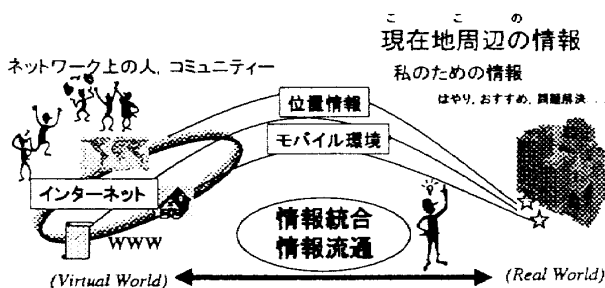 こ こ の
現在地周辺の情報
私のための情報
はやり，おすすめ，問題解決 ..
ネットワーク上の人，コミュニティー
位置情報
モバイル環境
インターネット
WWW
情報統合
情報流通
(Virtual World)
(Real World)